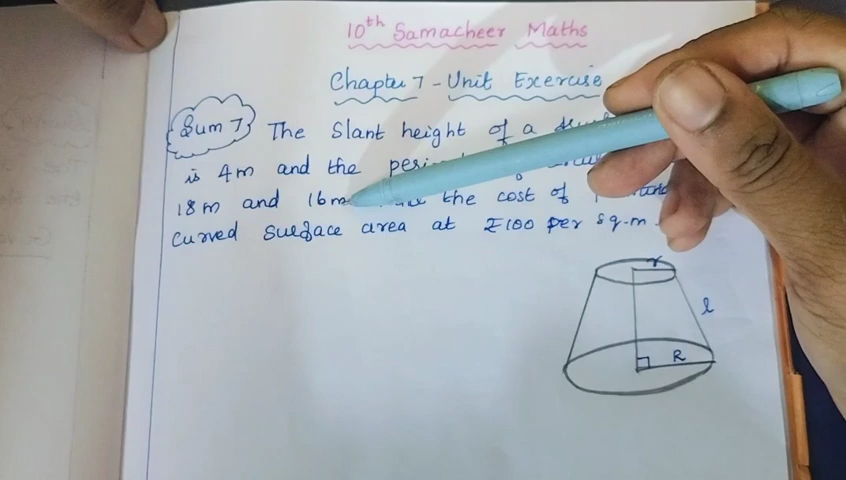 10th Samacheer Maths
Chapter 7 - Unit Exercise
Sum 7 The Slant height of a
is 4m and the
18m and 16m the cost of
curved surface area at ₹100 per sq.m.
r
l
R